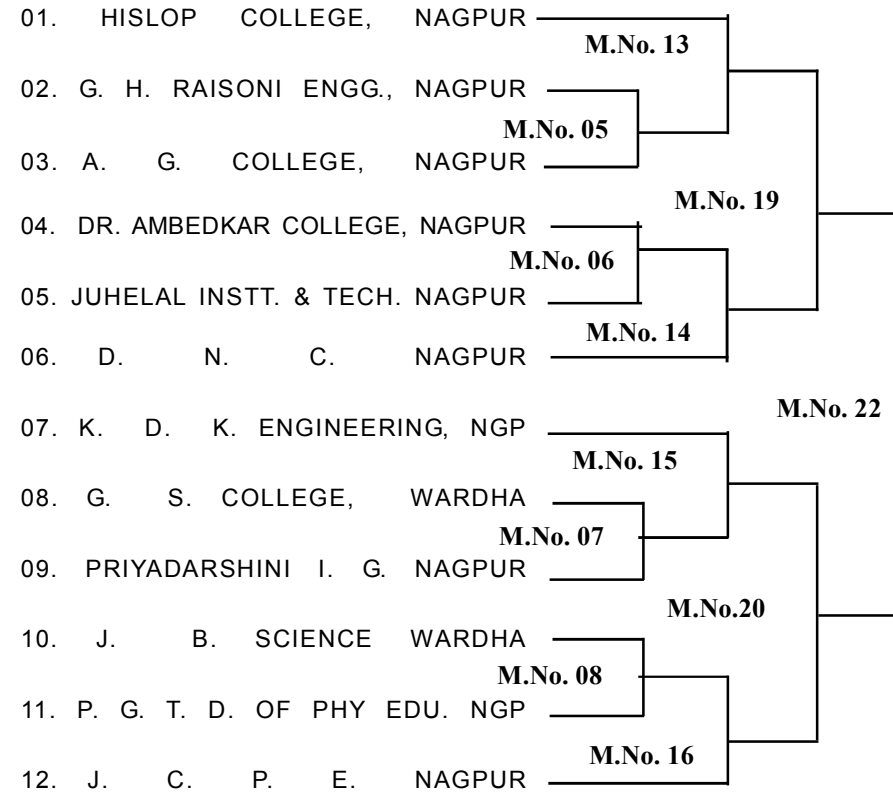 01. HISLOP COLLEGE, NAGPUR
M.No. 13
02. G. H. RAISONI ENGG., NAGPUR
M.No. 05
03. A. G. COLLEGE, NAGPUR
M.No. 19
04. DR. AMBEDKAR COLLEGE, NAGPUR
M.No. 06
05. JUHELAL INSTT. & TECH. NAGPUR
M.No. 14
06. D. N. C. NAGPUR
M.No. 22
07. K. D. K. ENGINEERING, NGP
M.No. 15
08. G. S. COLLEGE, WARDHA
M.No. 07
09. PRIYADARSHINI I. G. NAGPUR
M.No.20
10. J. B. SCIENCE WARDHA
M.No. 08
11. P. G. T. D. OF PHY EDU. NGP
M.No. 16
12. J. C. P. E. NAGPUR